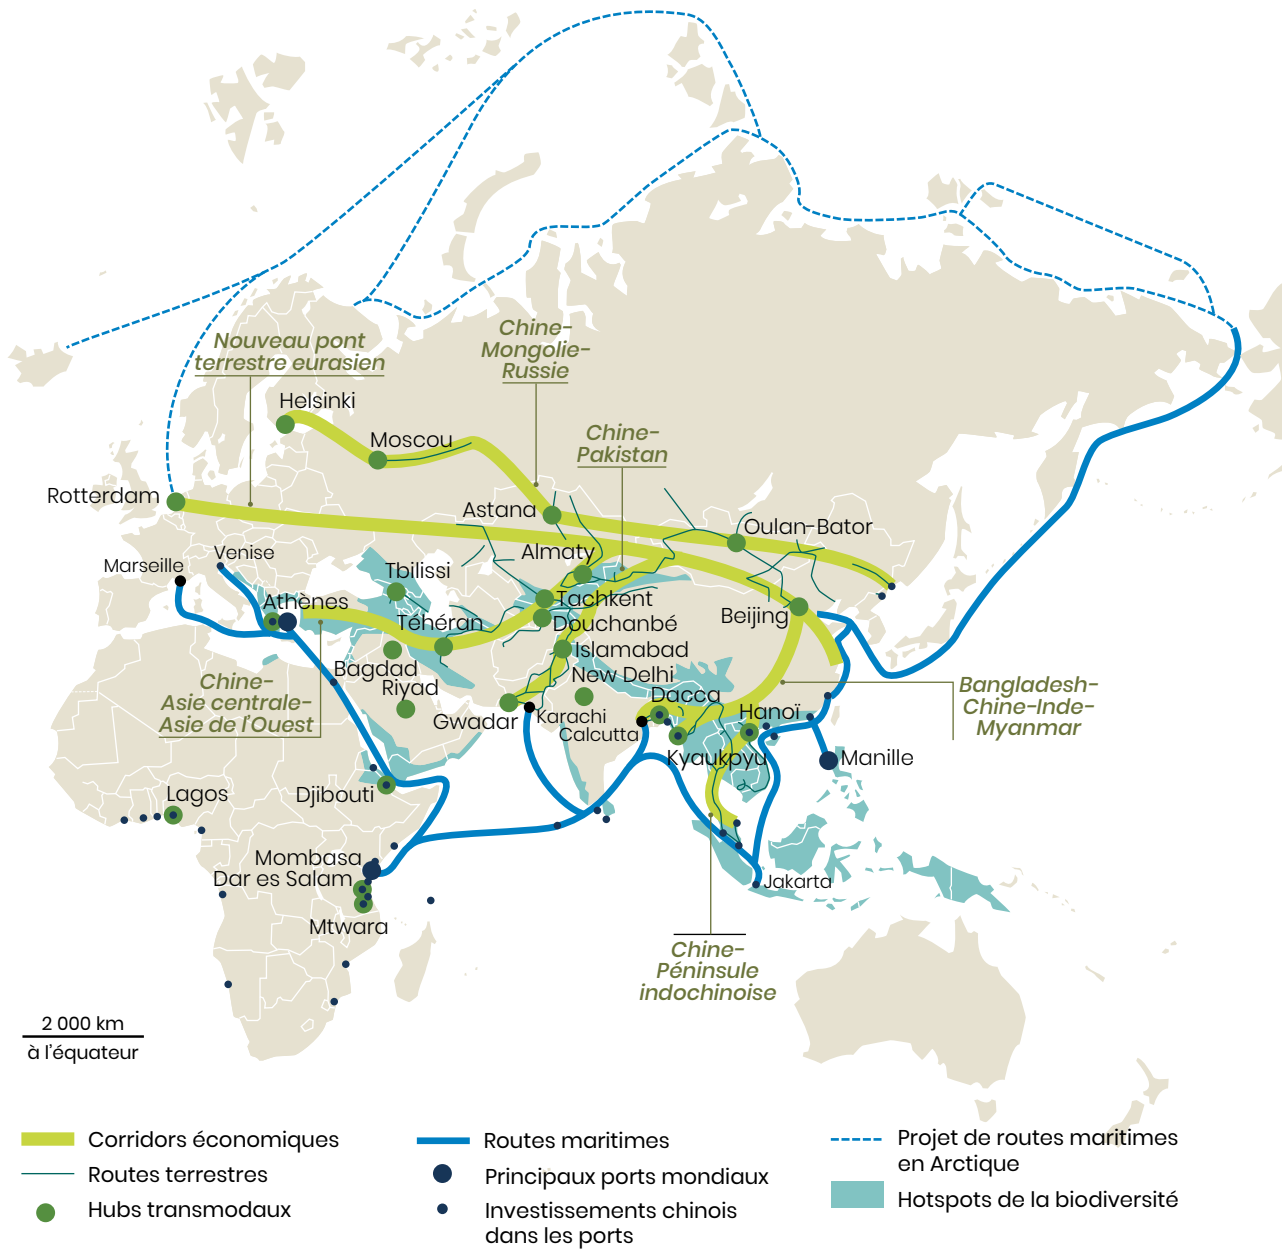 Nouveau pont
terrestre eurasien
Chine-
Mongolie-
Russie
Helsinki
Moscou
Chine-
Pakistan
Rotterdam
Astana
Oulan-Bator
Marseille
Venise
Almaty
Tbilissi
Athènes
Tachkent
Téhéran
Douchanbé
Beijing
Islamabad
Bagdad
New Delhi
Chine-
Asie centrale-
Asie de l'Ouest
Riyad
Dacca
Bangladesh-
Chine-Inde-
Myanmar
Gwadar
Karachi
Hanoï
Calcutta
Kyaukpyu
Manille
Djibouti
Lagos
Mombasa
Dar es Salam
Jakarta
Mtwara
Chine-
Péninsule
indochinoise
2 000 km
à l'équateur
Corridors économiques
Routes terrestres
Hubs transmodaux
Routes maritimes
Principaux ports mondiaux
Investissements chinois
dans les ports
Projet de routes maritimes
en Arctique
Hotspots de la biodiversité